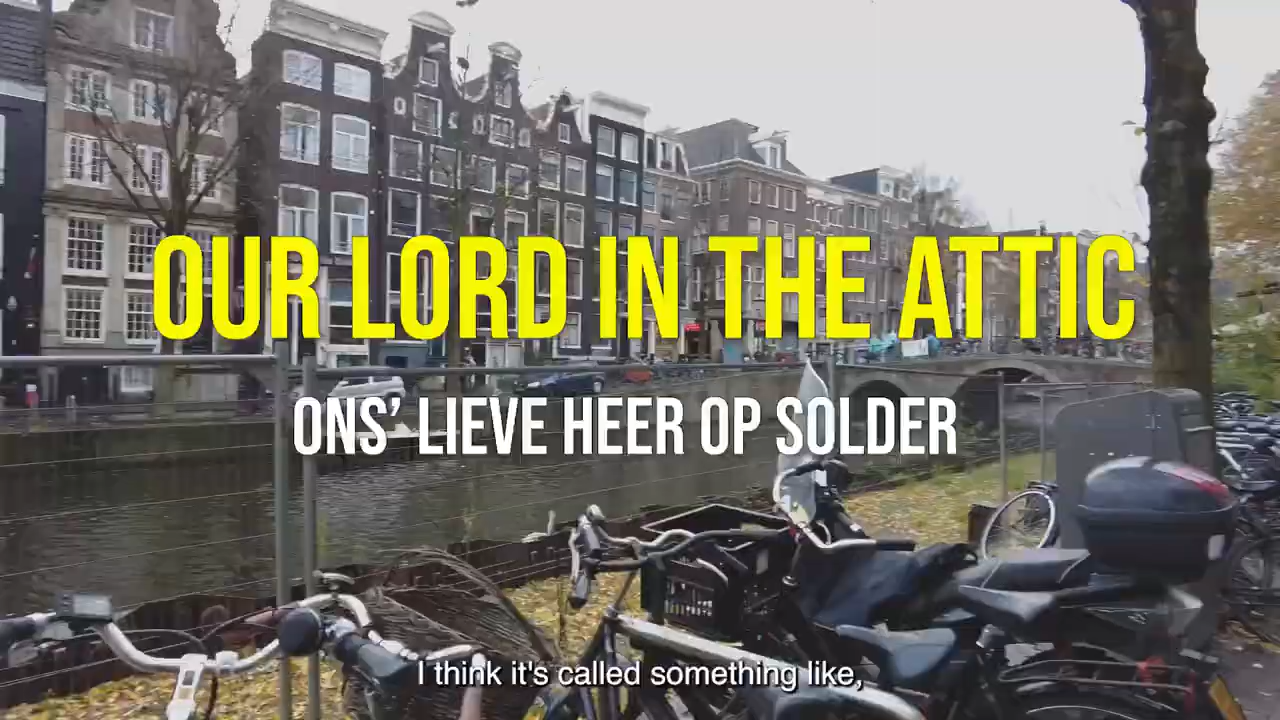 OUR LORD IN THE ATTIC
ONS' LIEVE HEER OP SOLDER
I think it's called something like,